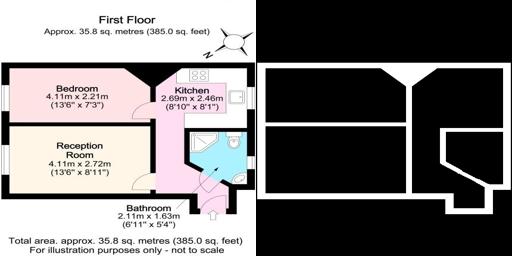 First Floor
Approx. 35.8 sq. metres (385.0 sq. feet)
N
Bedroom
4.11m x 2.21m
(13'6" x 7'3")
Kitchen
2.69m x 2.46m
(8'10" x 8'1")
Reception
Room
4.11m x 2.72m
(13'6" x 8'11")
Bathroom
2.11m x 1.63m
(6'11" x 5'4")
Total area. approx. 35.8 sq. metres (385.0 sq. feet)
For illustration purposes only - not to scale